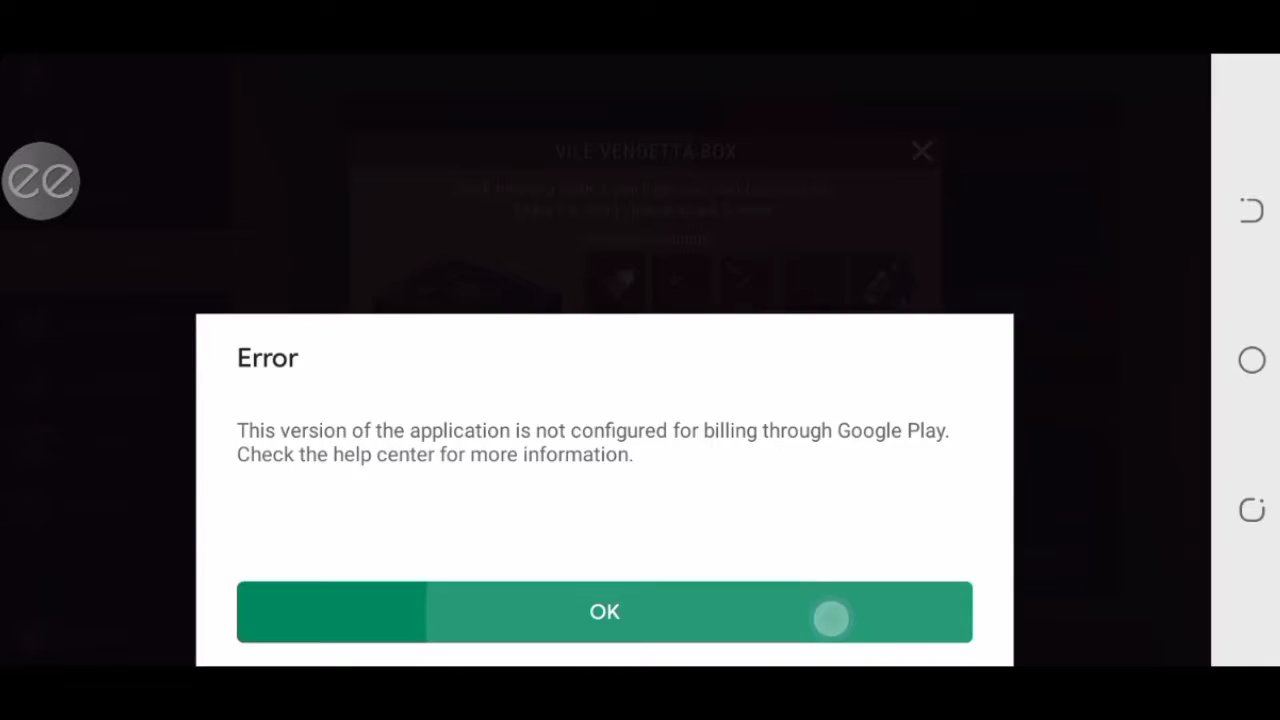 ee
VILE VENDETTA BOX
Error
This version of the application is not configured for billing through Google Play.
Check the help center for more information.
OK